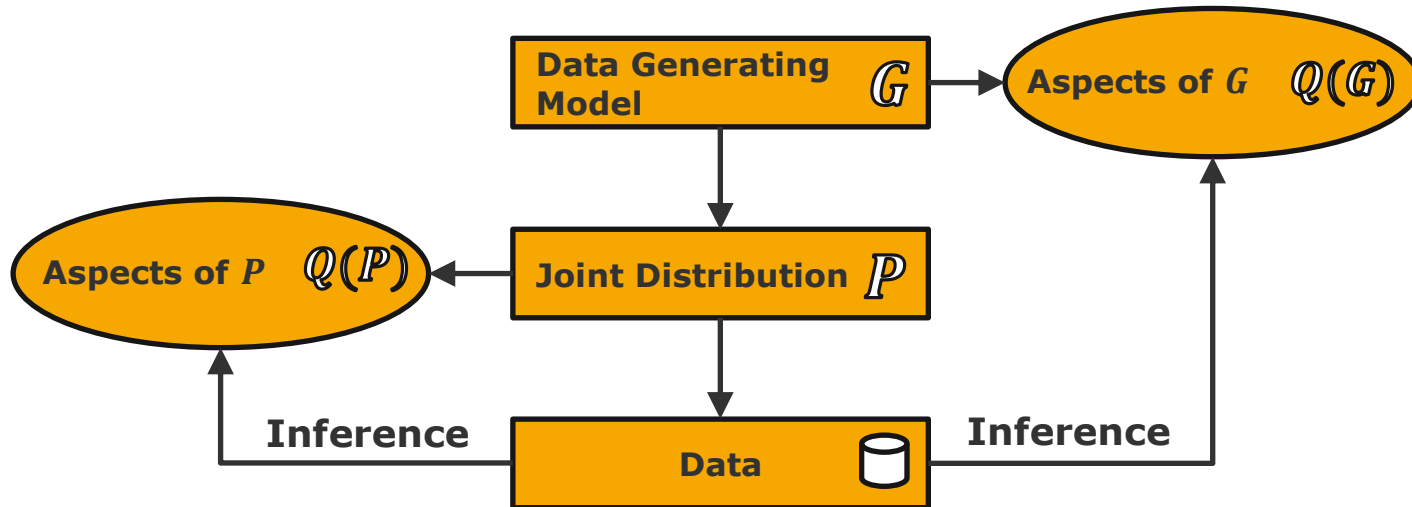 Data Generating
Model G
Aspects of G Q(G)
Aspects of P Q(P)
Joint Distribution P
Inference
Data
Inference